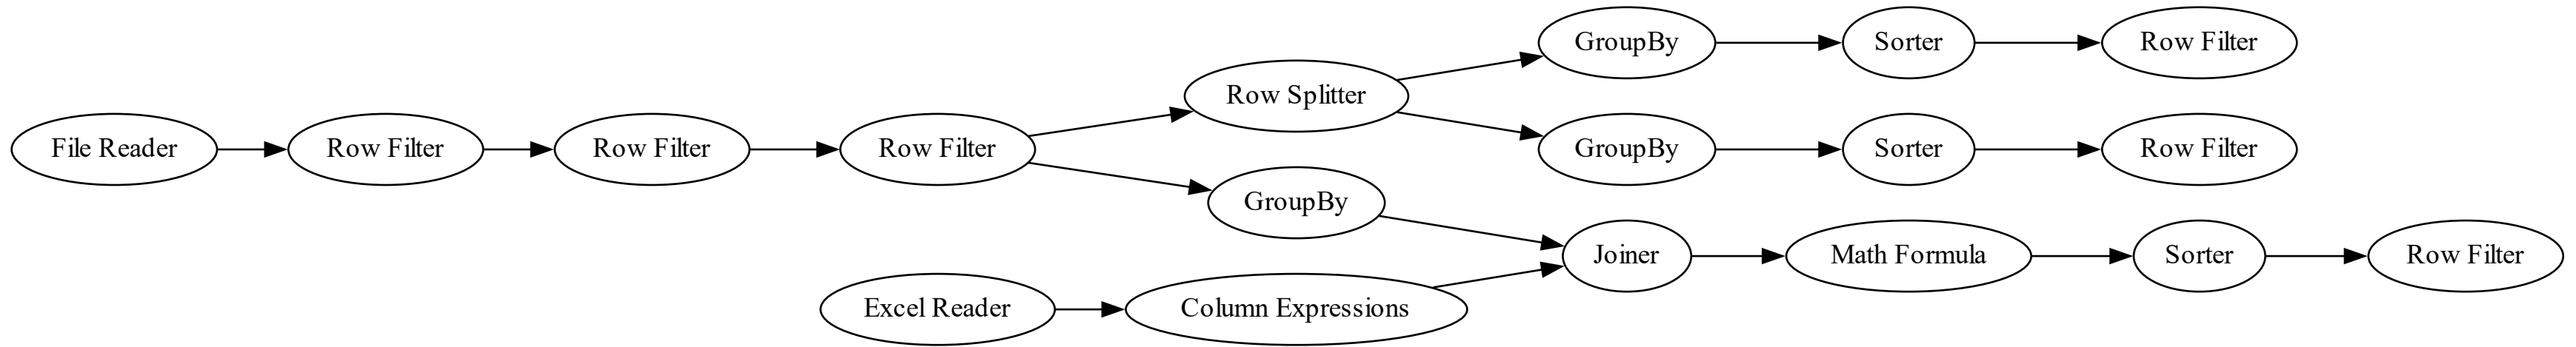 GroupBy
Sorter
Row Filter
Row Splitter
File Reader
Row Filter
Row Filter
Row Filter
GroupBy
Sorter
Row Filter
GroupBy
Joiner
Math Formula
Sorter
Row Filter
Excel Reader
Column Expressions